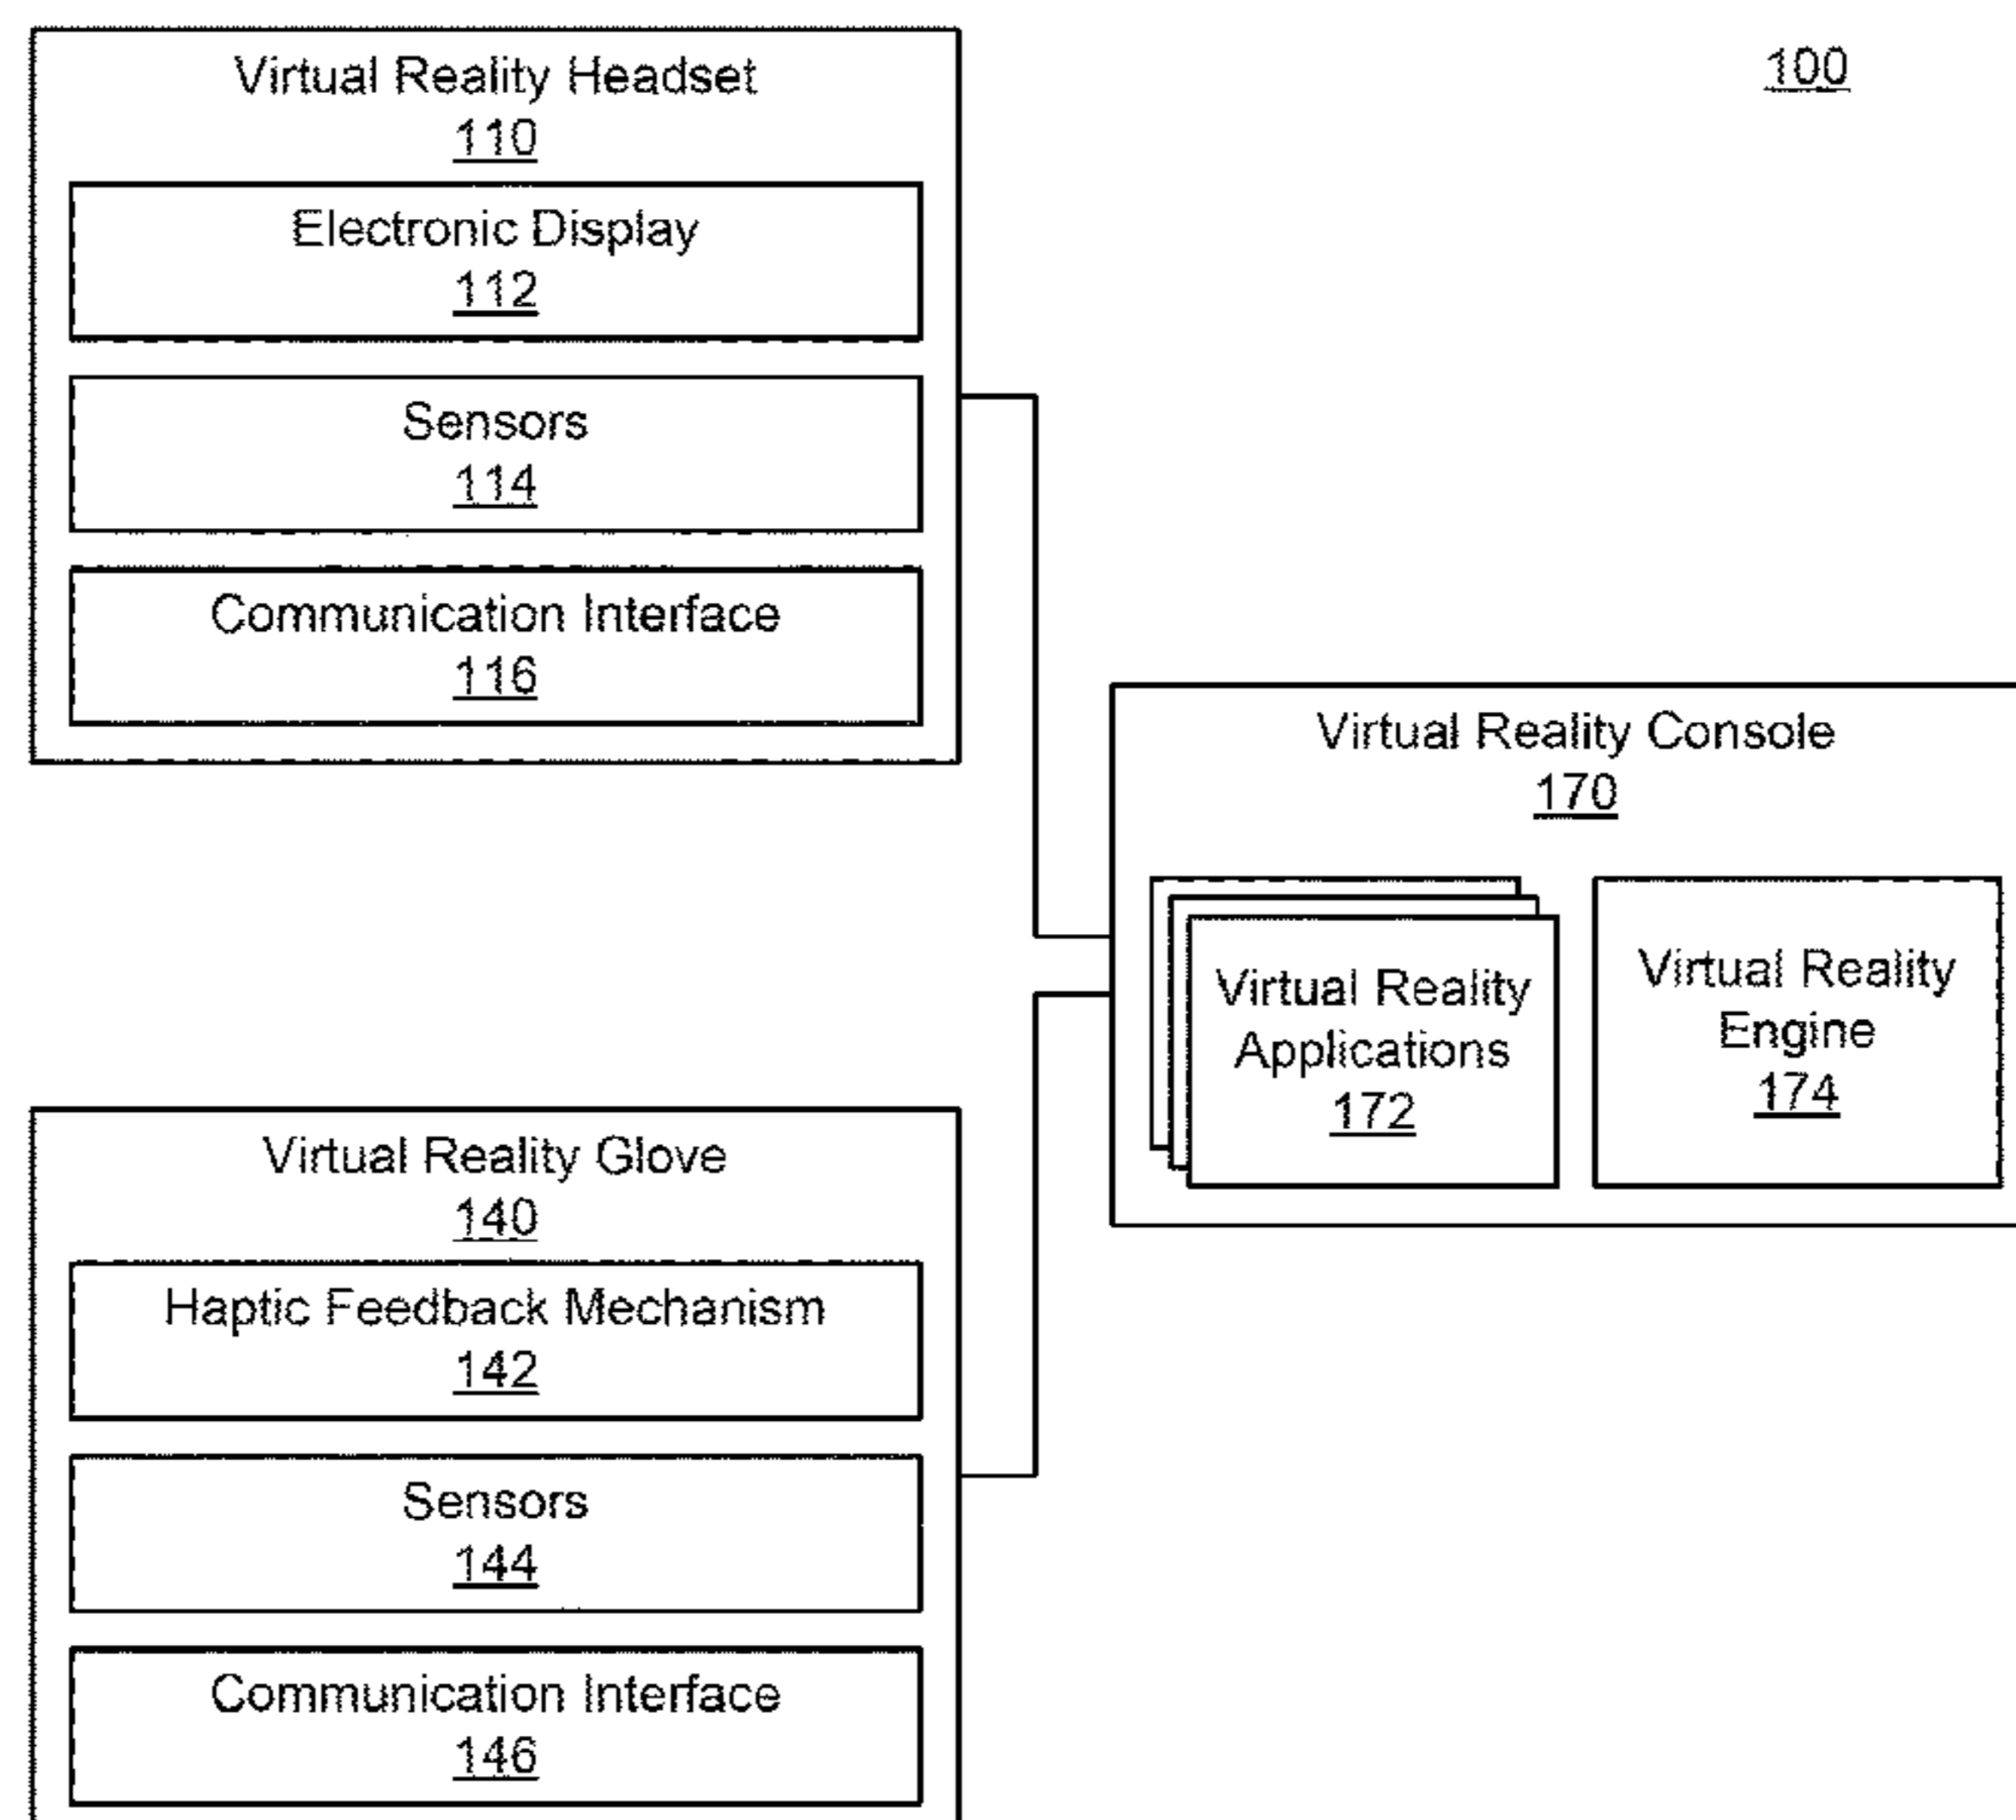 Virtual Reality Headset
110
Electronic Display
112
Sensors
114
Communication Interface
116
100
Virtual Reality Console
170
Virtual Reality
Applications
172
Virtual Reality
Engine
174
Virtual Reality Glove
140
Haptic Feedback Mechanism
142
Sensors
144
Communication Interface
146